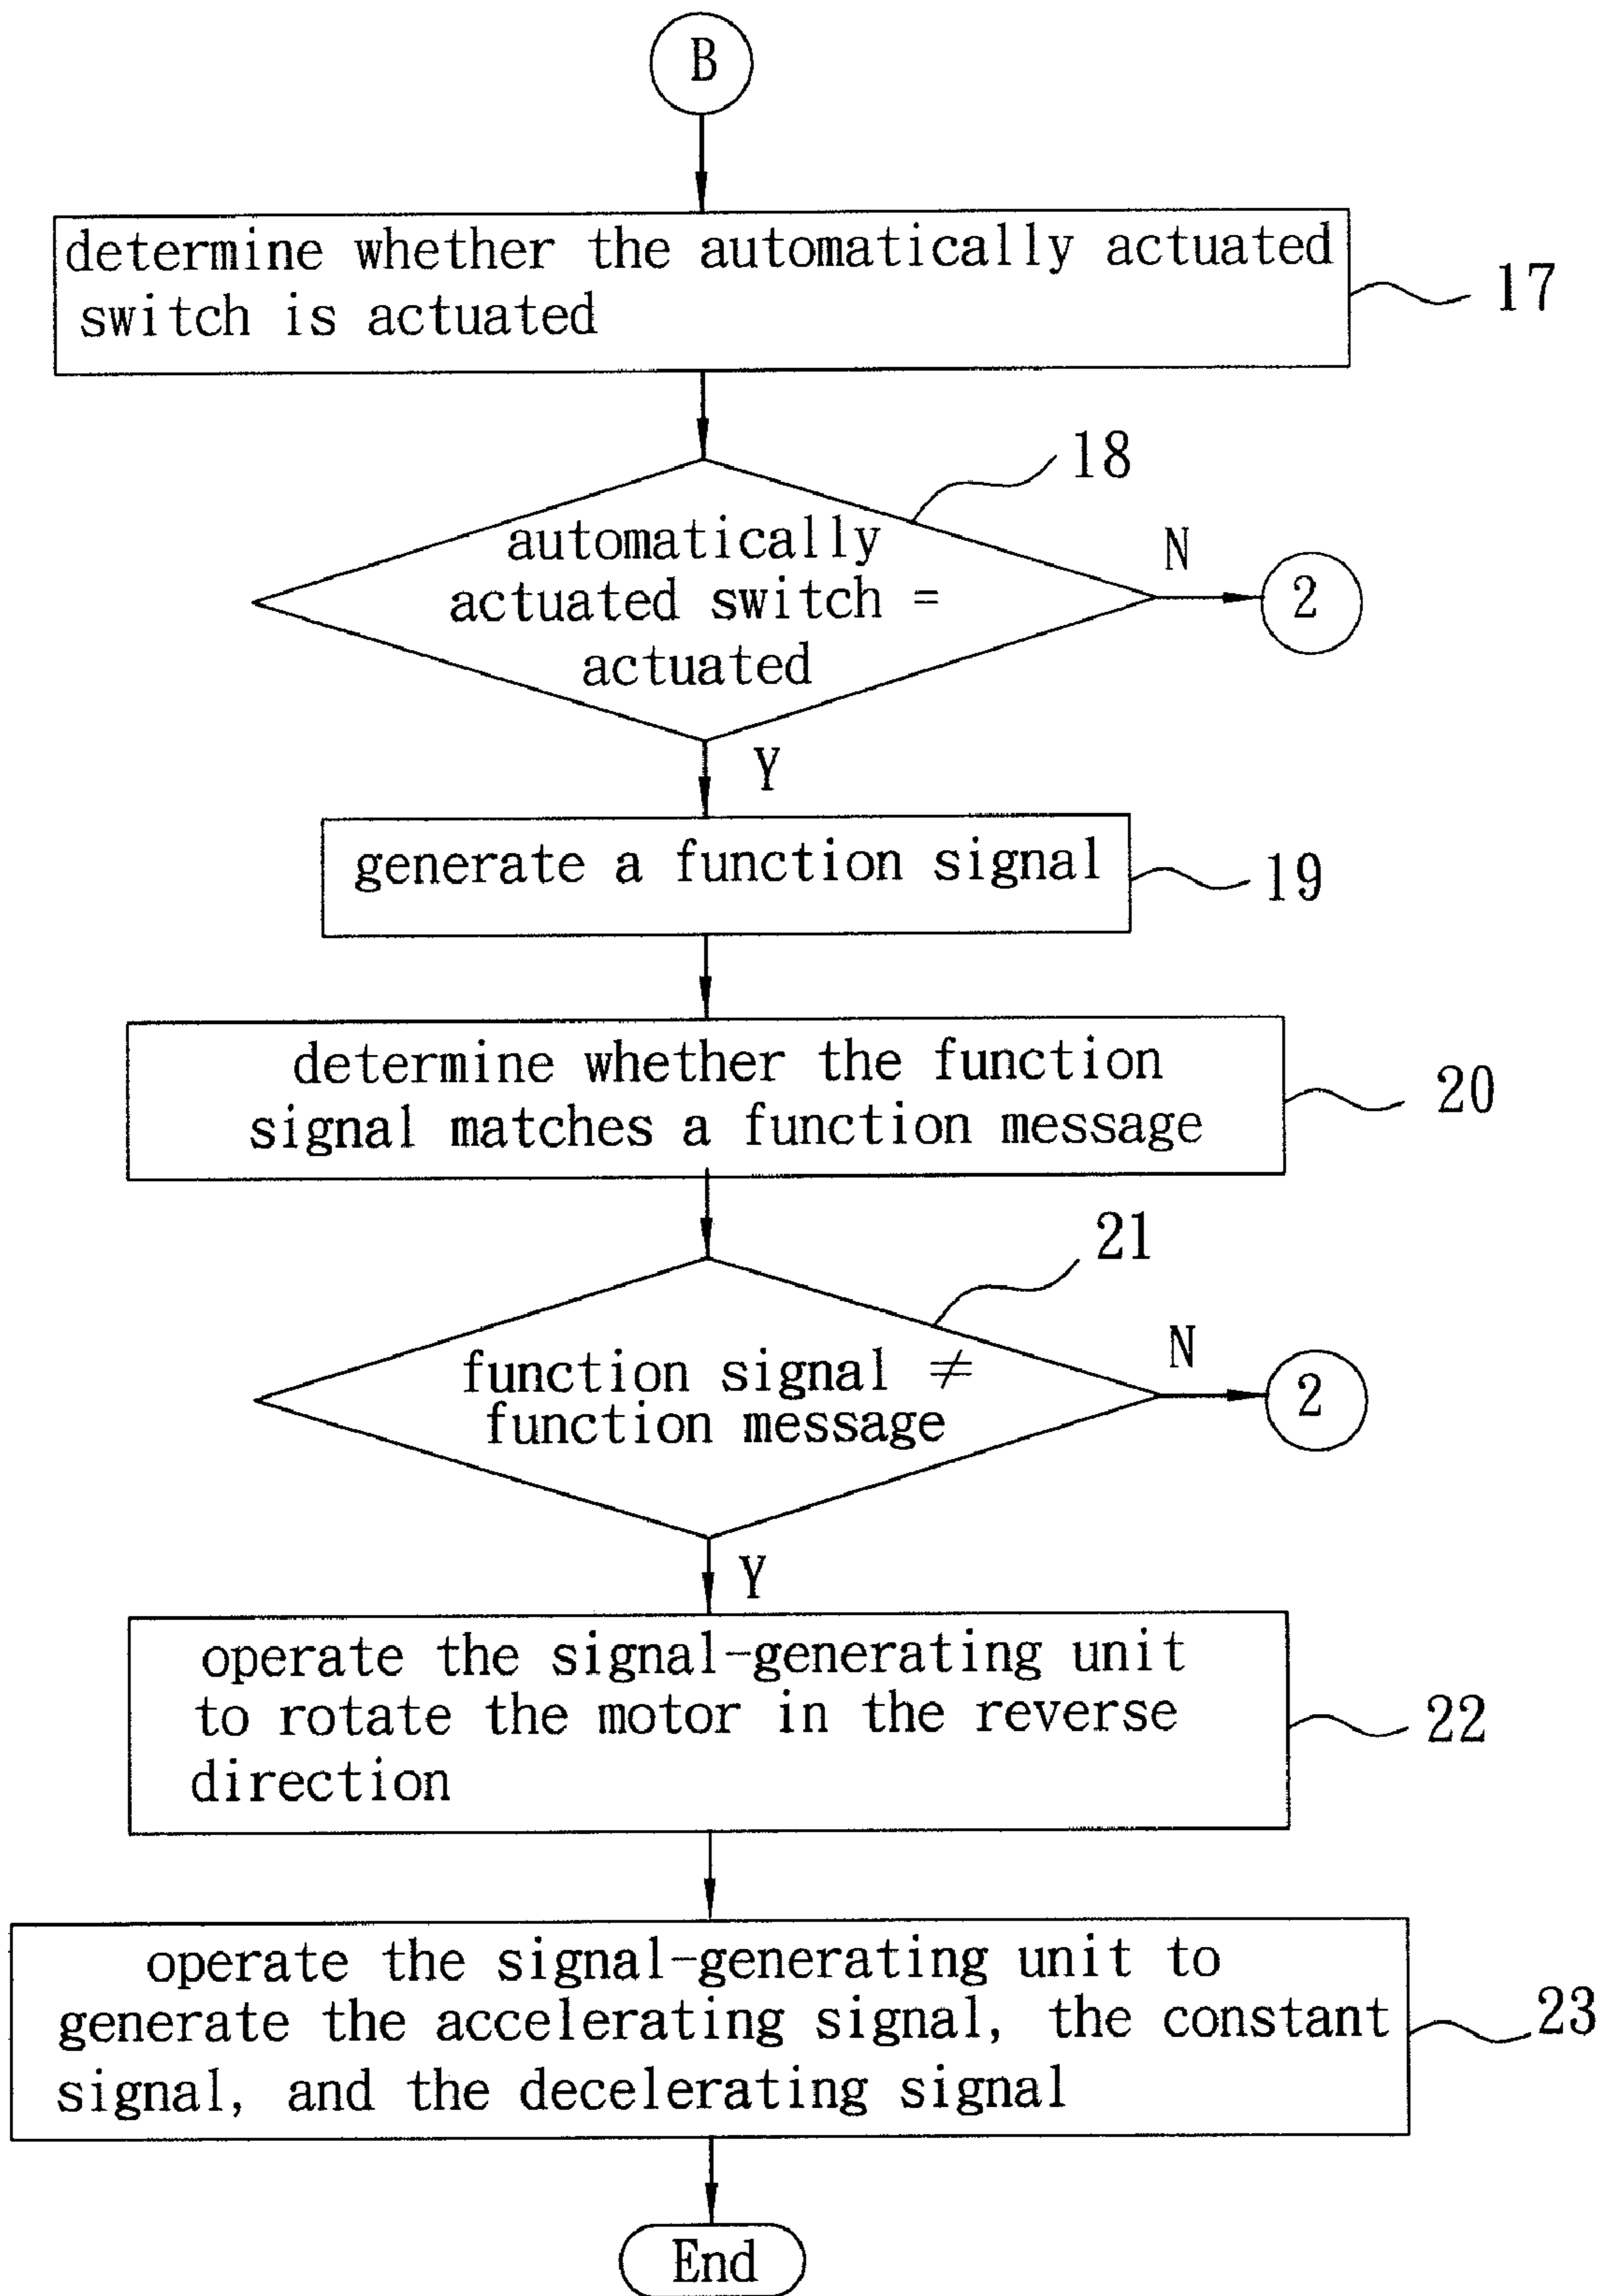 B
determine whether the automatically actuated
switch is actuated
17
18
automatically
actuated switch =
actuated
N
2
Y
generate a function signal
19
determine whether the function
signal matches a function message
20
21
function signal ≠
function message
N
2
Y
operate the signal-generating unit
to rotate the motor in the reverse
direction
22
operate the signal-generating unit to
generate the accelerating signal, the constant
signal, and the decelerating signal
23
End